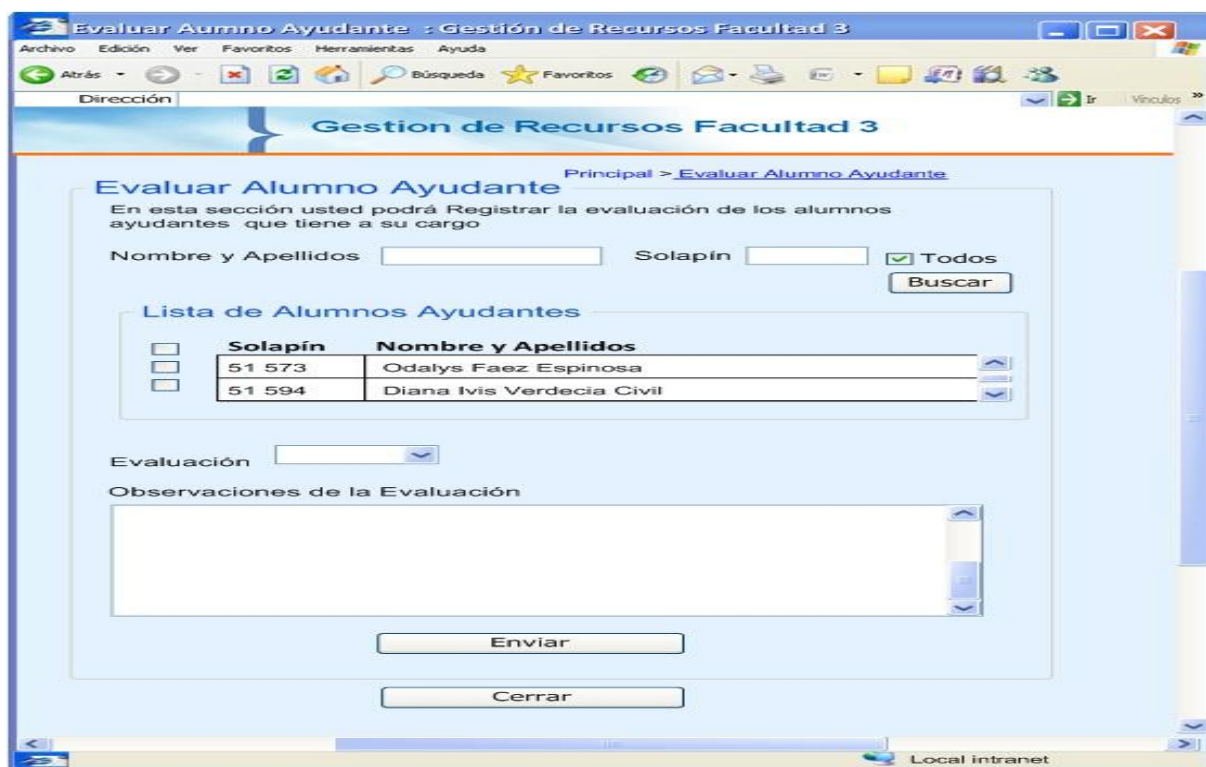 Evaluar Aumno Ayudante : Gestión de Recursos Facultad 3
Archivo Edición Ver Favoritos Herramientas Ayuda
Atrás Búsqueda Favoritos
Dirección Ir Vínculos »
Gestion de Recursos Facultad 3
Principal > Evaluar Alumno Ayudante
Evaluar Alumno Ayudante
En esta sección usted podrá Registrar la evaluación de los alumnos
ayudantes que tiene a su cargo
Nombre y Apellidos Solapín Todos
Buscar
Lista de Alumnos Ayudantes
Solapín Nombre y Apellidos
51 573 Odalys Faez Espinosa
51 594 Diana Ivis Verdecia Civil
Evaluación
Observaciones de la Evaluación
Enviar
Cerrar
Local intranet